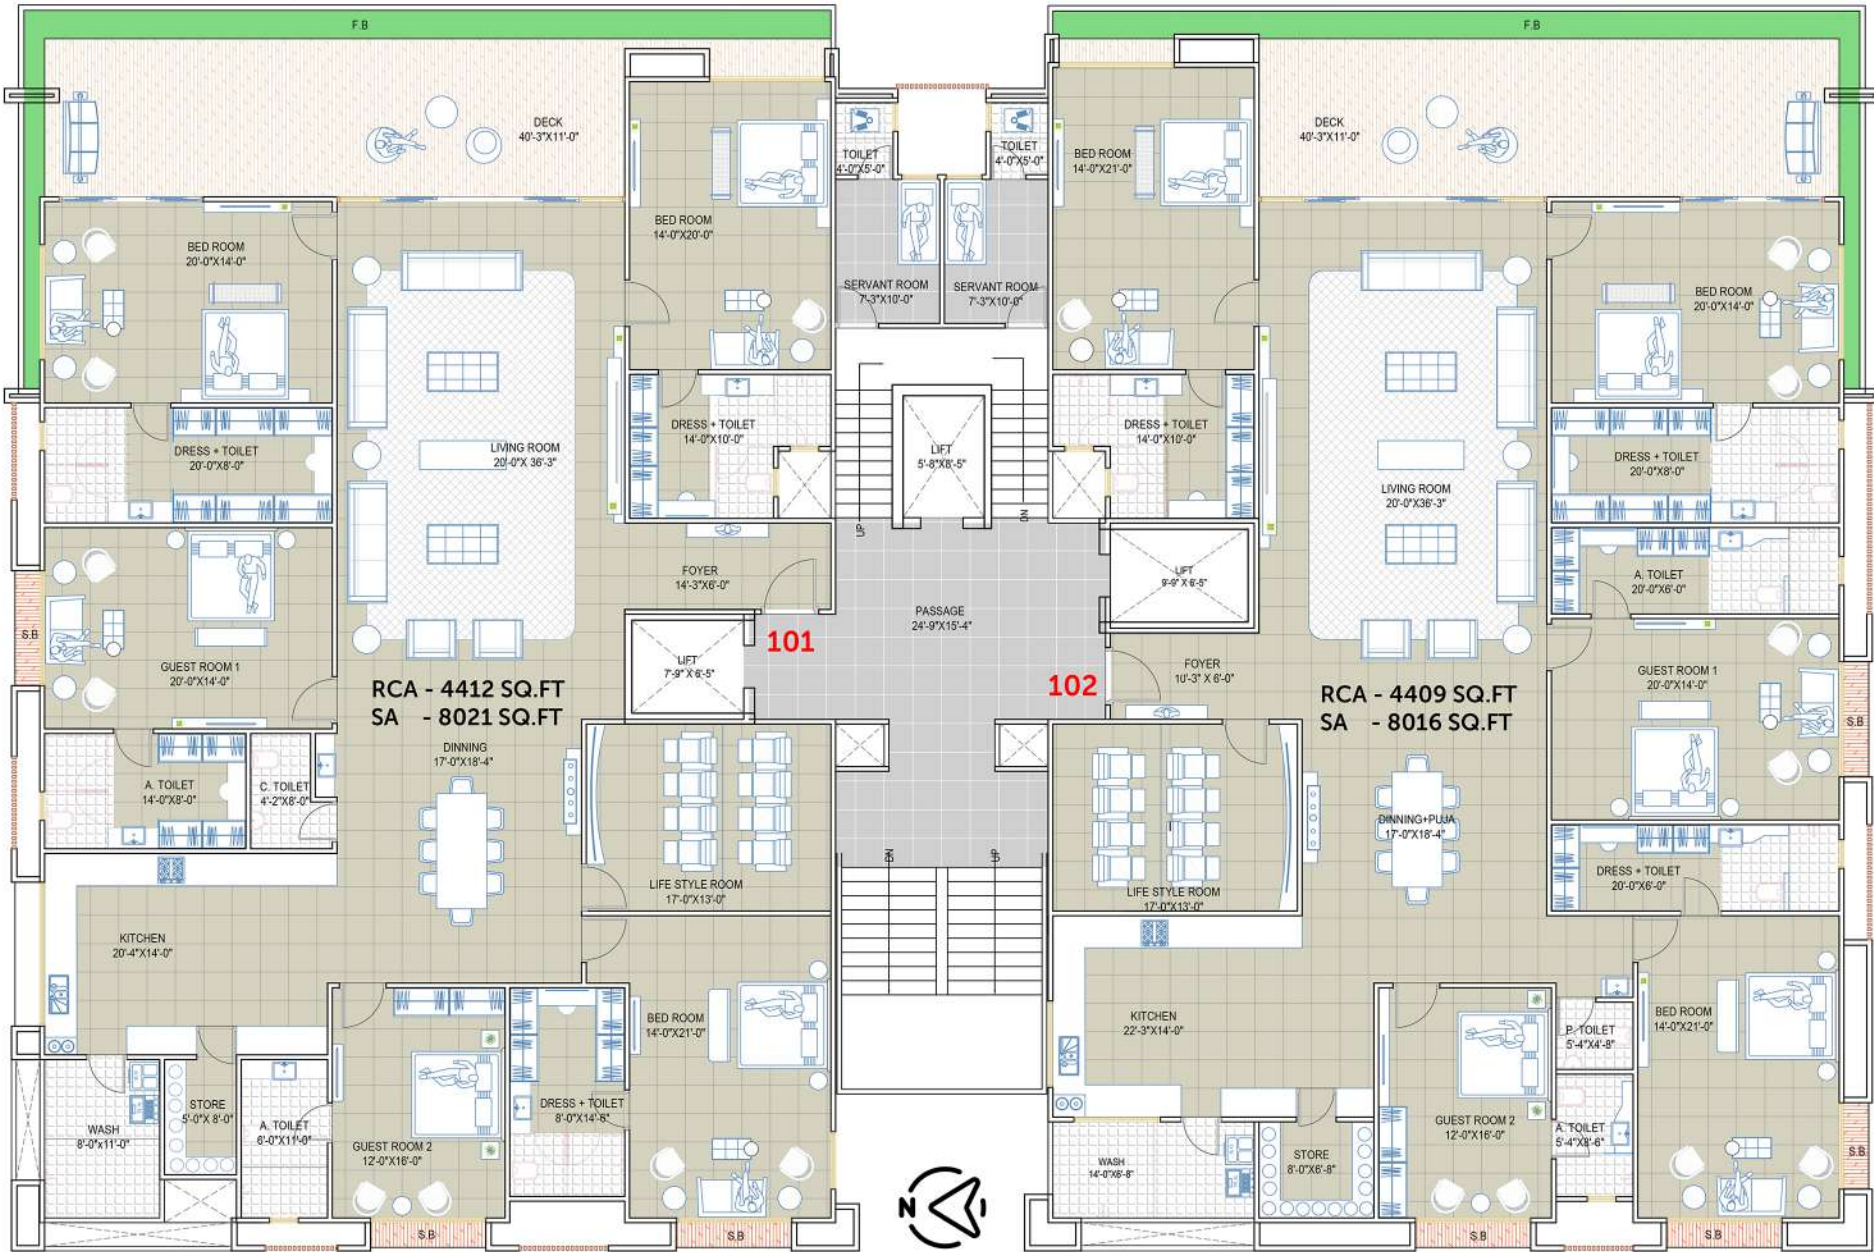 F.B
F.B
DECK
40'-3"X11'-0"
DECK
40'-3"X11'-0"
TOILET
4'-0"X5'-0"
TOILET
4'-0"X5'-0"
BED ROOM
14'-0"X21'-0"
BED ROOM
14'-0"X20'-0"
BED ROOM
20'-0"X14'-0"
SERVANT ROOM
7'-3"X10'-0"
SERVANT ROOM
7'-3"X10'-0"
BED ROOM
20'-0"X14'-0"
DRESS + TOILET
14'-0"X10'-0"
DRESS + TOILET
14'-0"X10'-0"
LIFT
5'-8"X8'-5"
DRESS + TOILET
20'-0"X8'-0"
LIVING ROOM
20'-0"X 36'-3"
DRESS + TOILET
20'-0"X8'-0"
LIVING ROOM
20'-0"X36'-3"
UP
DN
FOYER
14'-3"X6'-0"
LIFT
9'-9" X 6'-5"
A. TOILET
20'-0"X6'-0"
PASSAGE
24'-9"X15'-4"
S.B
101
GUEST ROOM 1
20'-0"X14'-0"
LIFT
7'-9" X 6'-5"
FOYER
10'-3" X 6'-0"
GUEST ROOM 1
20'-0"X14'-0"
102
RCA - 4412 SQ.FT
SA - 8021 SQ.FT
RCA - 4409 SQ.FT
SA - 8016 SQ.FT
S.B
DINNING
17'-0"X18'-4"
A. TOILET
14'-0"X8'-0"
C. TOILET
4'-2"X8'-0"
DINNING+PUJA
17'-0"X18'-4"
DN
UP
LIFE STYLE ROOM
17'-0"X13'-0"
LIFE STYLE ROOM
17'-0"X13'-0"
DRESS + TOILET
20'-0"X6'-0"
KITCHEN
20'-4"X14'-0"
BED ROOM
14'-0"X21'-0"
KITCHEN
22'-3"X14'-0"
P. TOILET
5'-4"X4'-8"
BED ROOM
14'-0"X21'-0"
STORE
5'-0"X 8'-0"
DRESS + TOILET
8'-0"X14'-6"
WASH
8'-0"x11'-0"
A. TOILET
6'-0"X11'-0"
GUEST ROOM 2
12'-0"X16'-0"
GUEST ROOM 2
12'-0"X16'-0"
A. TOILET
5'-4"X8'-6"
WASH
14'-0"X6'-8"
STORE
8'-0"X6'-8"
S.B
N
S.B
S.B
S.B
S.B